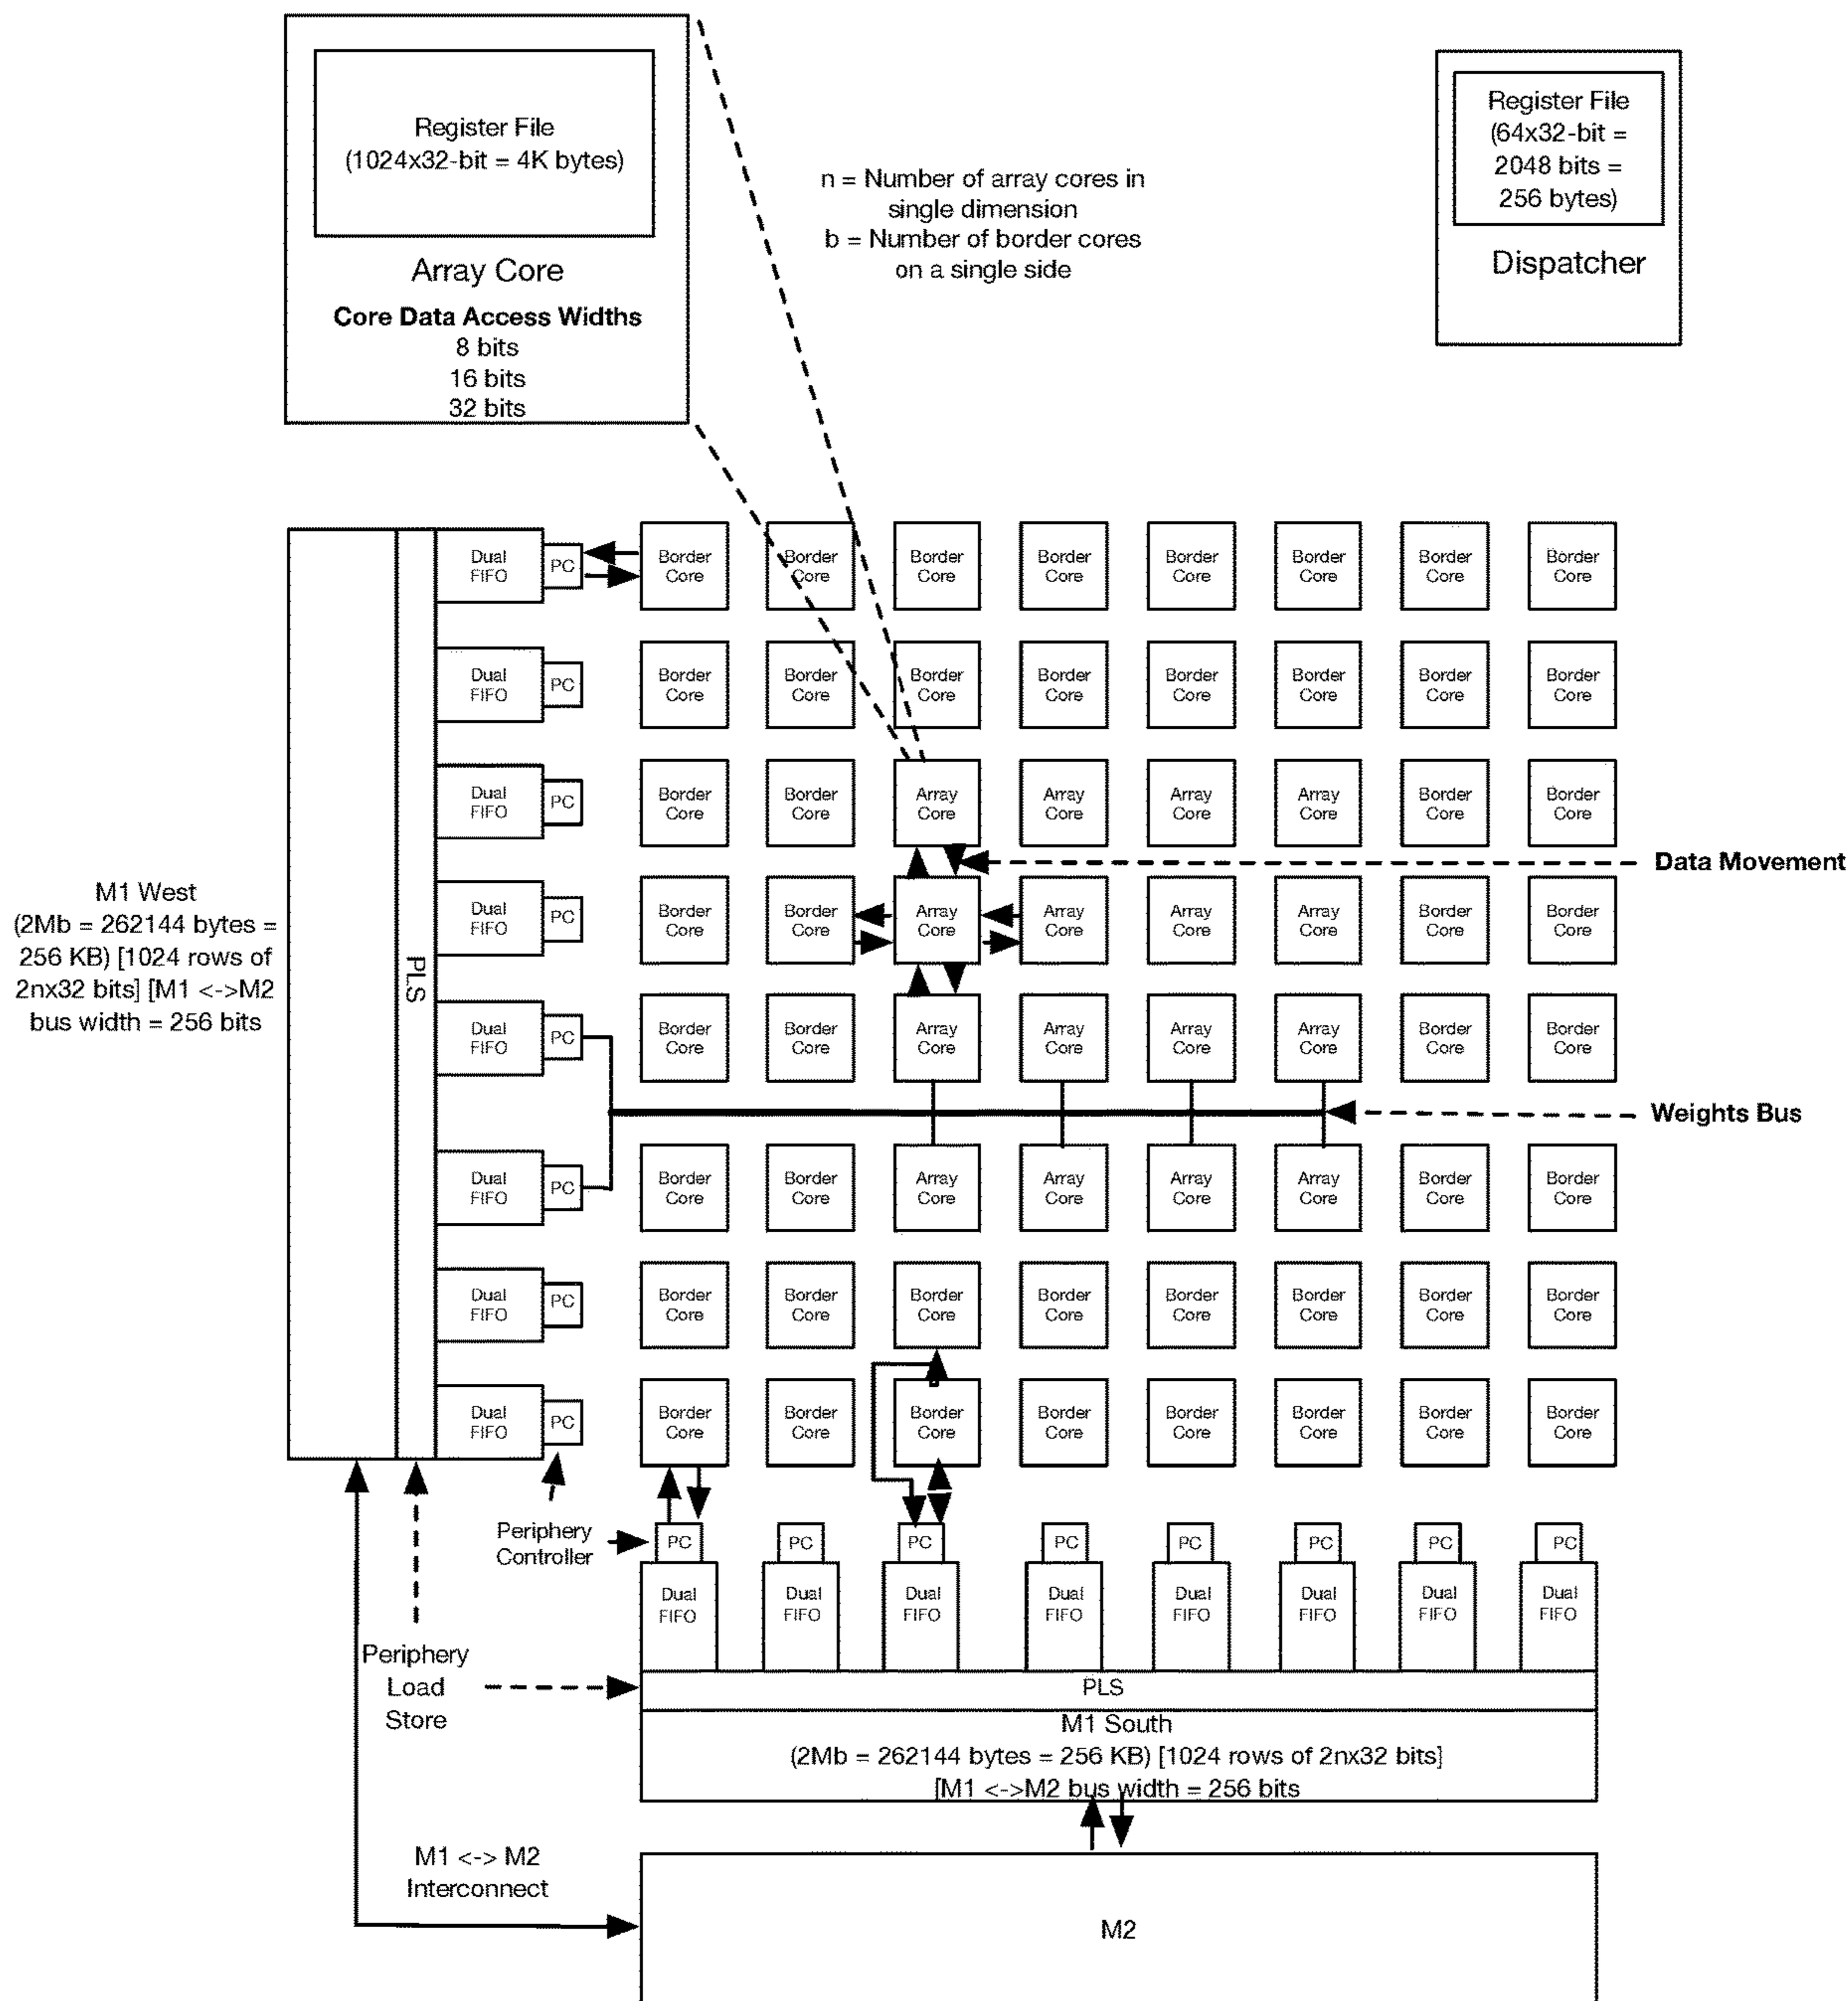 Register File
(1024x32-bit = 4K bytes)
Array Core
Core Data Access Widths
8 bits
16 bits
32 bits
n = Number of array cores in
single dimension
b = Number of border cores
on a single side
Register File
(64x32-bit =
2048 bits =
256 bytes)
Dispatcher
Dual PC Border Border Border Border Border Border Border Border
FIFO Core Core Core Core Core Core Core Core
Dual PC Border Border Border Border Border Border Border Border
FIFO Core Core Core Core Core Core Core Core
Dual PC Border Border Array Array Array Array Border Border
FIFO Core Core Core Core Core Core Core Core
Data Movement
M1 West
(2Mb = 262144 bytes =
256 KB) [1024 rows of
2nx32 bits] [M1 <->M2
bus width = 256 bits
PLS
Dual PC Border Border Array Array Array Array Border Border
FIFO Core Core Core Core Core Core Core Core
Dual PC Border Border Array Array Array Array Border Border
FIFO Core Core Core Core Core Core Core Core
Weights Bus
Dual PC Border Border Array Array Array Array Border Border
FIFO Core Core Core Core Core Core Core Core
Dual PC Border Border Border Border Border Border Border Border
FIFO Core Core Core Core Core Core Core Core
Dual PC Border Border Border Border Border Border Border Border
FIFO Core Core Core Core Core Core Core Core
Periphery
Controller
PC PC PC PC PC PC PC PC
Dual Dual Dual Dual Dual Dual Dual Dual
FIFO FIFO FIFO FIFO FIFO FIFO FIFO FIFO
Periphery
Load
Store
PLS
M1 South
(2Mb = 262144 bytes = 256 KB) [1024 rows of 2nx32 bits]
[M1 <->M2 bus width = 256 bits
M1 <-> M2
Interconnect
M2